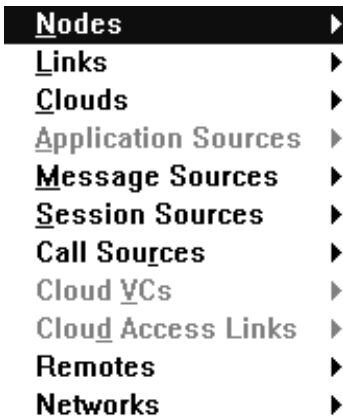 Nodes
Links
Clouds
Application Sources
Message Sources
Session Sources
Call Sources
Cloud VCs
Cloud Access Links
Remotes
Networks